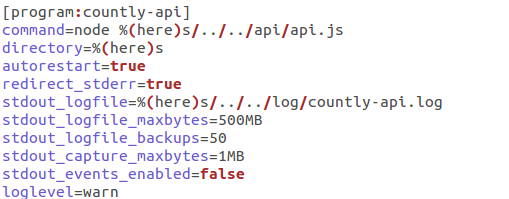 [program:countly-api]
command=node %(here)s/../../api/api.js
directory=%(here)s
autorestart=true
redirect_stderr=true
stdout_logfile=%(here)s/../../log/countly-api.log
stdout_logfile_maxbytes=500MB
stdout_logfile_backups=50
stdout_capture_maxbytes=1MB
stdout_events_enabled=false
loglevel=warn